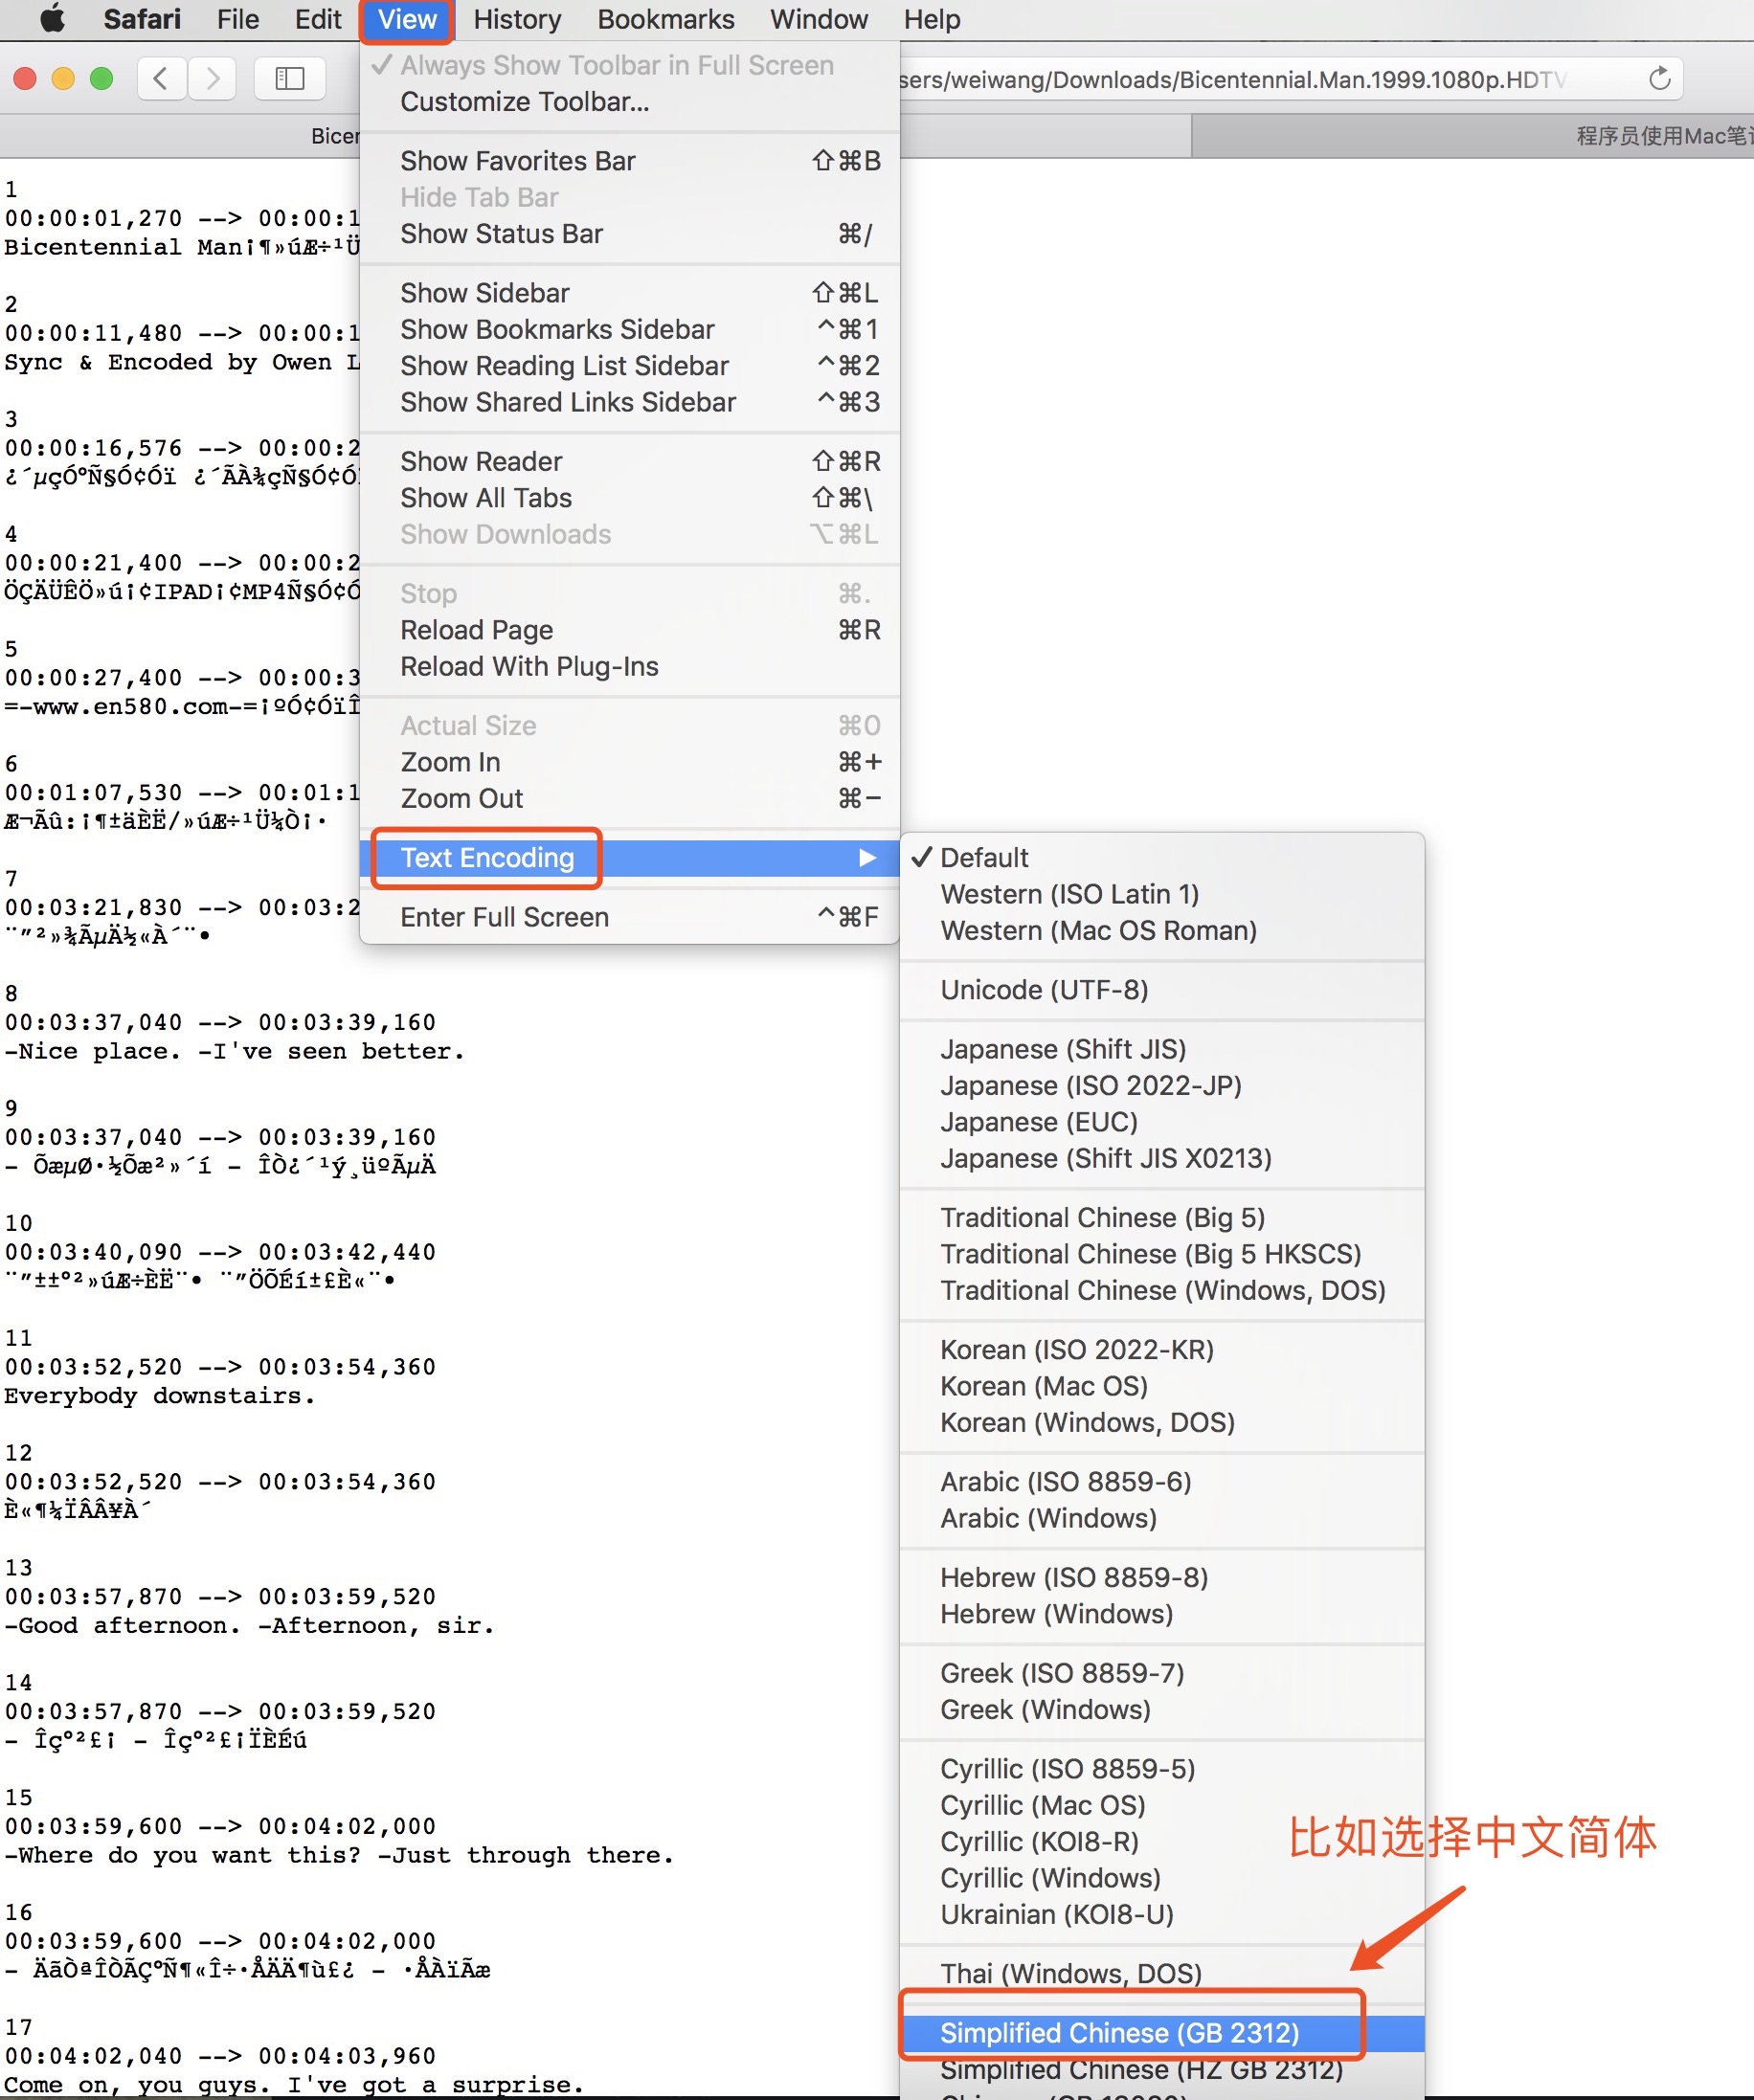 Safari File Edit View History Bookmarks Window Help
sers/weiwang/Downloads/Bicentennial.Man.1999.1080p.HDTV
Bicen
程序员使用Mac笔
✓ Always Show Toolbar in Full Screen
Customize Toolbar...
Show Favorites Bar ⇧⌘B
Hide Tab Bar
Show Status Bar ⌘/
Show Sidebar ⇧⌘L
Show Bookmarks Sidebar ^⌘1
Show Reading List Sidebar ^⌘2
Show Shared Links Sidebar ^⌘3
Show Reader ⇧⌘R
Show All Tabs ⇧⌘\
Show Downloads ⌥⌘L
Stop ⌘.
Reload Page ⌘R
Reload With Plug-Ins
Actual Size ⌘0
Zoom In ⌘+
Zoom Out ⌘−
Text Encoding ▶
Enter Full Screen ^⌘F
✓ Default
Western (ISO Latin 1)
Western (Mac OS Roman)
Unicode (UTF-8)
Japanese (Shift JIS)
Japanese (ISO 2022-JP)
Japanese (EUC)
Japanese (Shift JIS X0213)
Traditional Chinese (Big 5)
Traditional Chinese (Big 5 HKSCS)
Traditional Chinese (Windows, DOS)
Korean (ISO 2022-KR)
Korean (Mac OS)
Korean (Windows, DOS)
Arabic (ISO 8859-6)
Arabic (Windows)
Hebrew (ISO 8859-8)
Hebrew (Windows)
Greek (ISO 8859-7)
Greek (Windows)
Cyrillic (ISO 8859-5)
Cyrillic (Mac OS)
Cyrillic (KOI8-R)
Cyrillic (Windows)
Ukrainian (KOI8-U)
Thai (Windows, DOS)
Simplified Chinese (GB 2312)
Simplified Chinese (HZ GB 2312)
比如选择中文简体
1
00:00:01,270 --> 00:00:1
Bicentennial Man¡¶»úÆ÷¹Ü
2
00:00:11,480 --> 00:00:1
Sync & Encoded by Owen L
3
00:00:16,576 --> 00:00:2
¿´µçÓ°Ñ§Ó¢Óï ¿´ÃÀ¾çÑ§Ó¢Ó
4
00:00:21,400 --> 00:00:2
ÖÇÄÜÊÖ»ú¡¢IPAD¡¢MP4Ñ§Ó¢Ó
5
00:00:27,400 --> 00:00:3
=-www.en580.com-=¡ºÓ¢ÓïÎ
6
00:01:07,530 --> 00:01:1
Æ¬Ãû:¡¶±äÈË/»úÆ÷¹Ü¼Ò¡·
7
00:03:21,830 --> 00:03:2
¨”²»¾ÃµÄ½«À´¨•
8
00:03:37,040 --> 00:03:39,160
-Nice place. -I've seen better.
9
00:03:37,040 --> 00:03:39,160
- ÕæµØ·½Õæ²»´í - ÎÒ¿´¹ý¸üºÃµÄ
10
00:03:40,090 --> 00:03:42,440
¨”±±°²»úÆ÷ÈË¨• ¨”ÖÕÉí±£È«¨•
11
00:03:52,520 --> 00:03:54,360
Everybody downstairs.
12
00:03:52,520 --> 00:03:54,360
È«¶¼ÏÂÂ¥À´
13
00:03:57,870 --> 00:03:59,520
-Good afternoon. -Afternoon, sir.
14
00:03:57,870 --> 00:03:59,520
- Îç°²£¡ - Îç°²£¡ÏÈÉú
15
00:03:59,600 --> 00:04:02,000
-Where do you want this? -Just through there.
16
00:03:59,600 --> 00:04:02,000
- ÄãÒªÎÒÃÇ°Ñ¶«Î÷·ÅÄÄ¶ù£¿ - ·ÅÀïÃæ
17
00:04:02,040 --> 00:04:03,960
Come on, you guys. I've got a surprise.